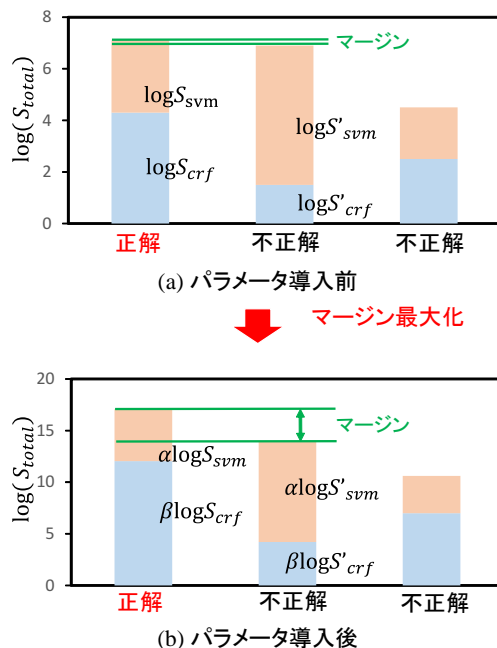 8
マージン
6
logS_svm
4
logS'_svm
logS_crf
2
logS'_crf
0
log(S_total)
正解
不正解
不正解
(a) パラメータ導入前
マージン最大化
20
15
マージン
αlogS_svm
10
αlogS'_svm
βlogS_crf
5
βlogS'_crf
0
log(S_total)
正解
不正解
不正解
(b) パラメータ導入後